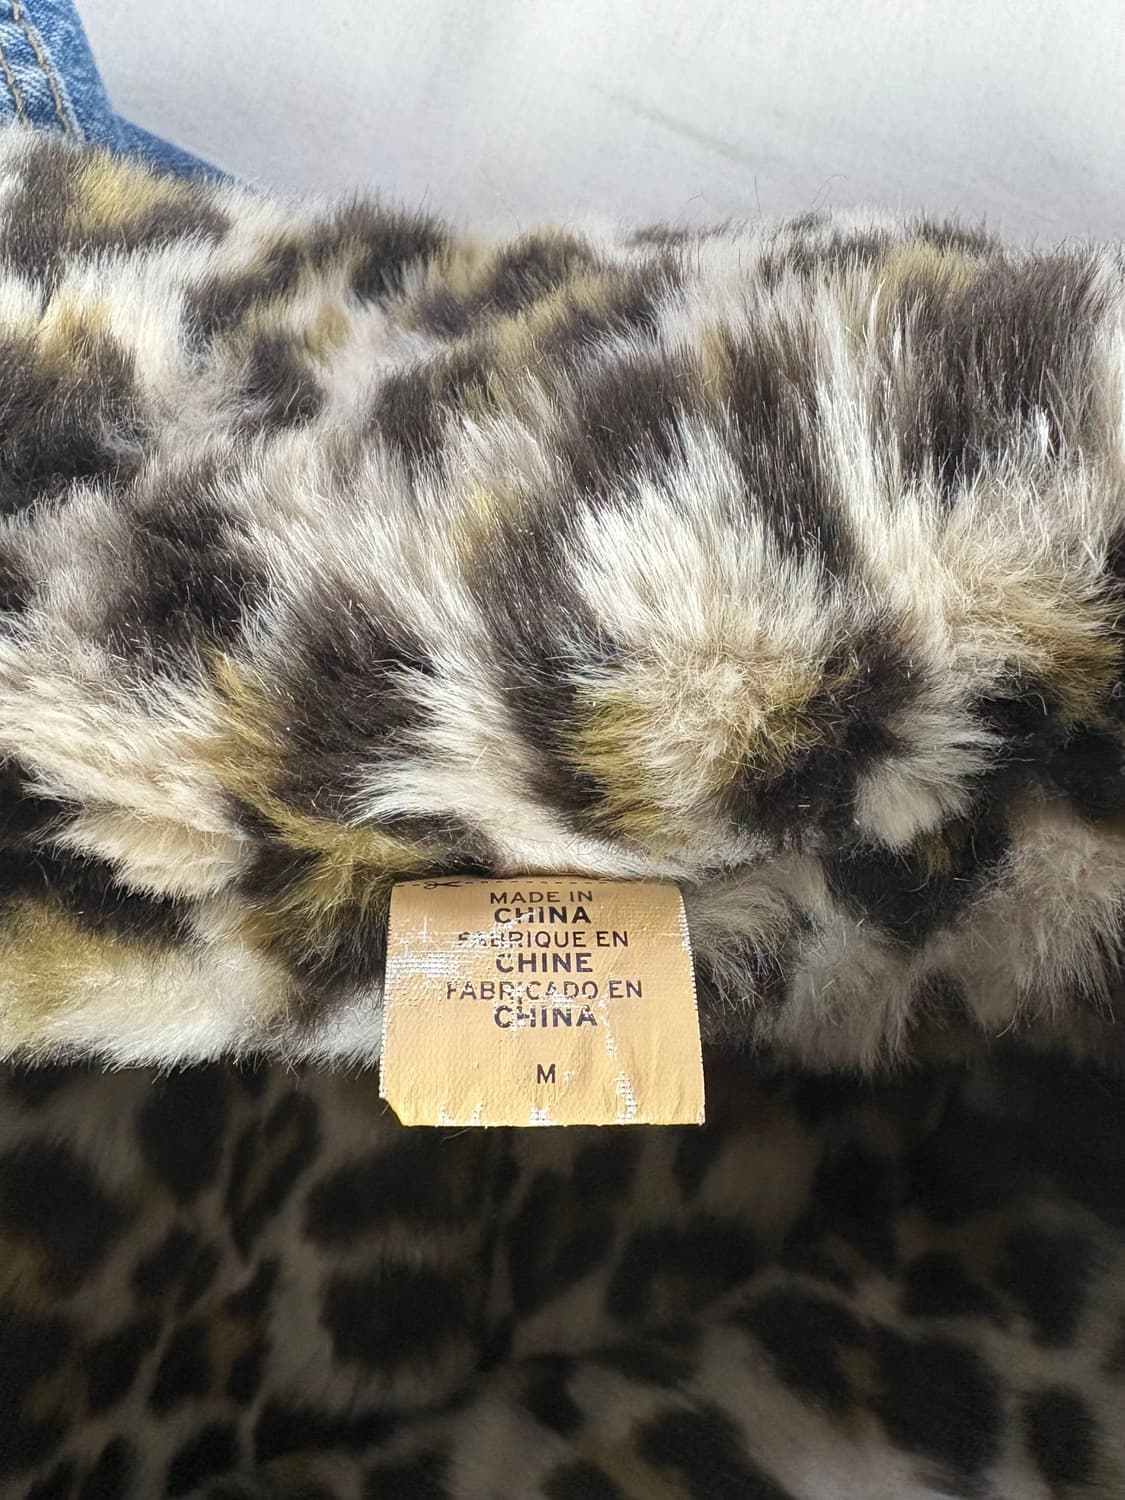 MADE IN
CHINA
FABRIQUE EN
CHINE
FABRICADO EN
CHINA
M